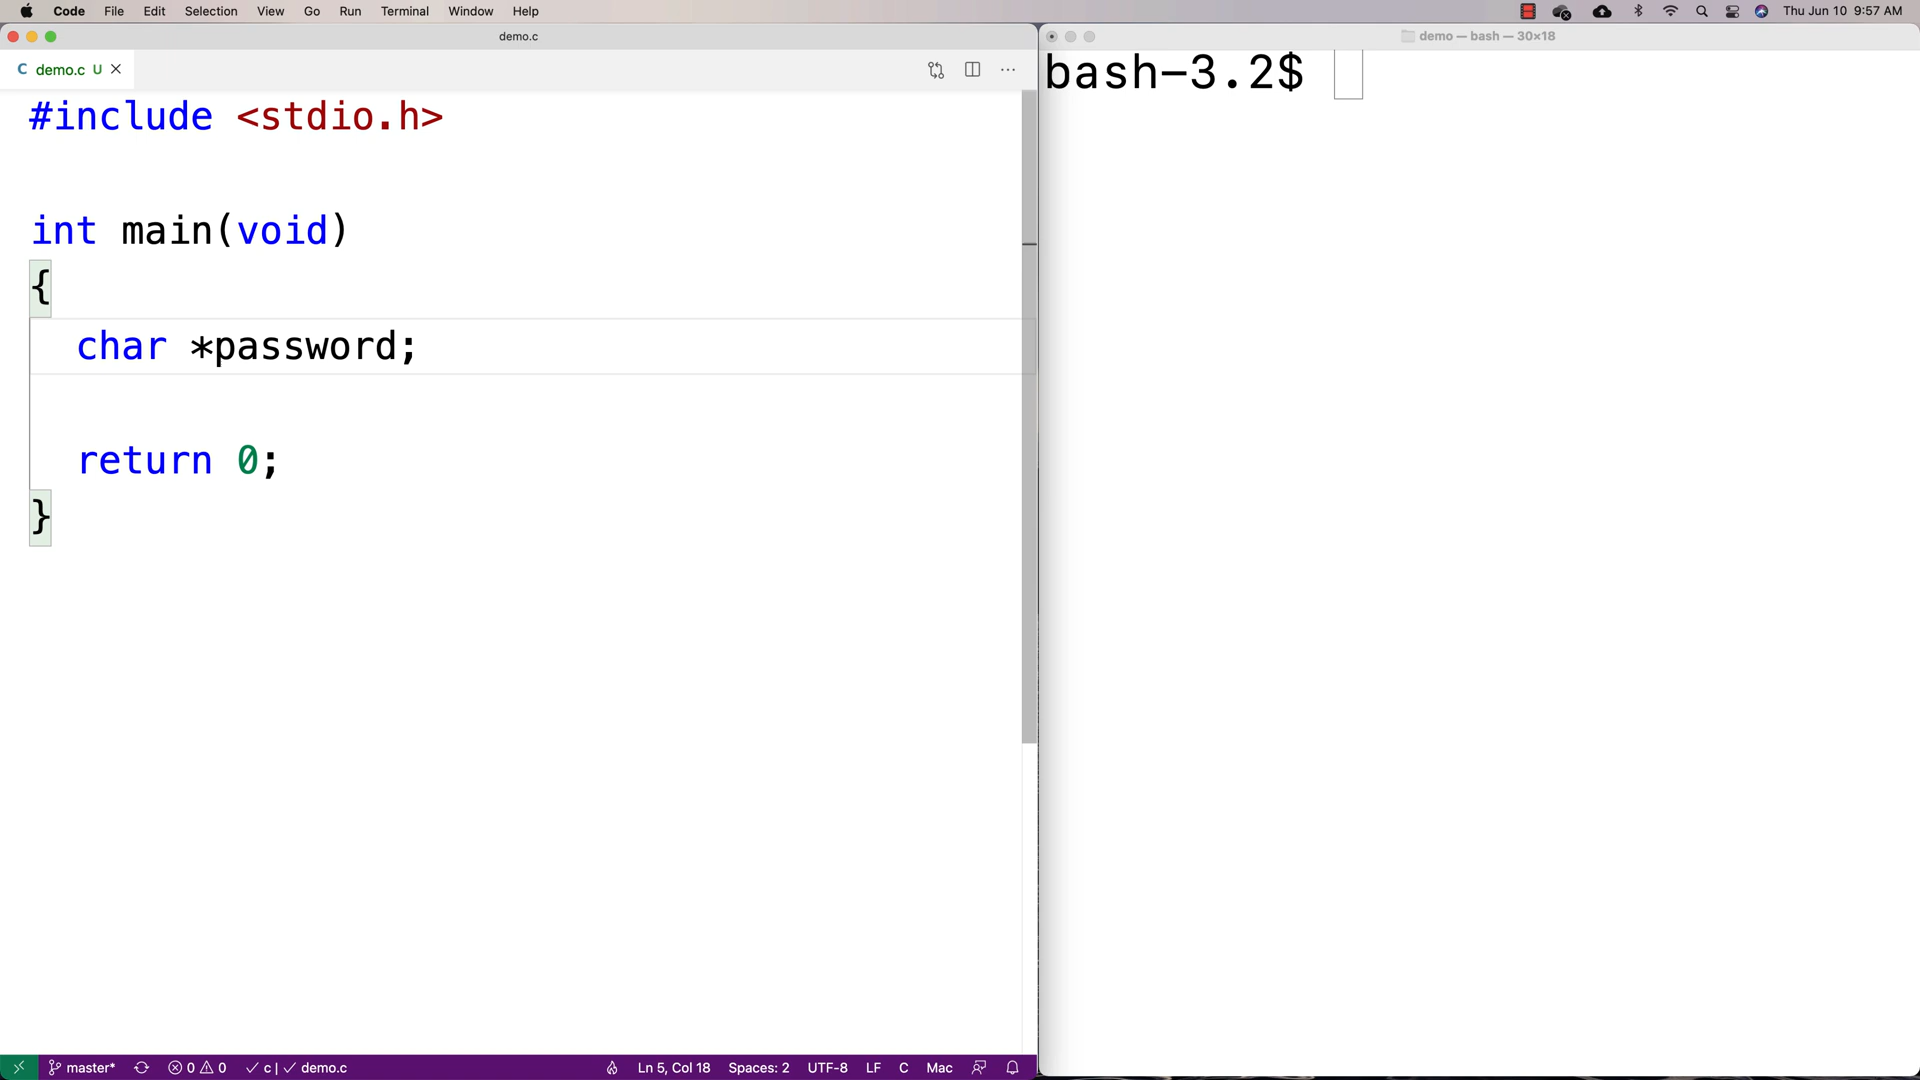 Code File Edit Selection View Go Run Terminal Window Help Thu Jun 10 9:57 AM
demo.c
demo.c U
#include <stdio.h>
int main(void)
{
char *password;
return 0;
}
master* 0 0 c | demo.c Ln 5, Col 18 Spaces: 2 UTF-8 LF C Mac
demo — bash — 30×18
bash-3.2$